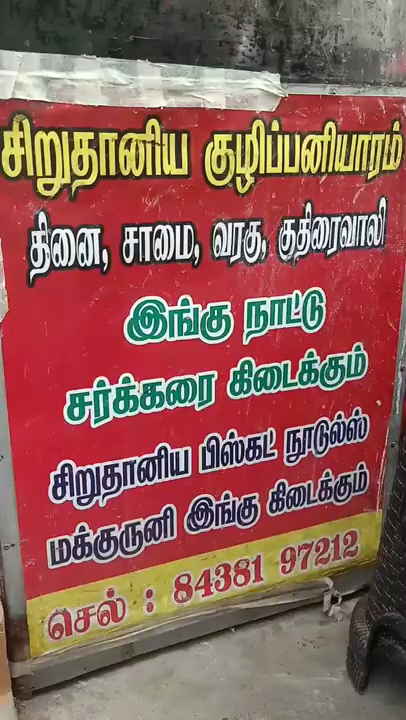 சிறுதானிய குழிப்பனியாரம்
தினை, சாமை, வரகு, குதிரைவாலி
இங்கு நாட்டு
சர்க்கரை கிடைக்கும்
சிறுதானிய பிஸ்கட் நூடுல்ஸ்
மக்குருனி இங்கு கிடைக்கும்
செல் : 84381 97212